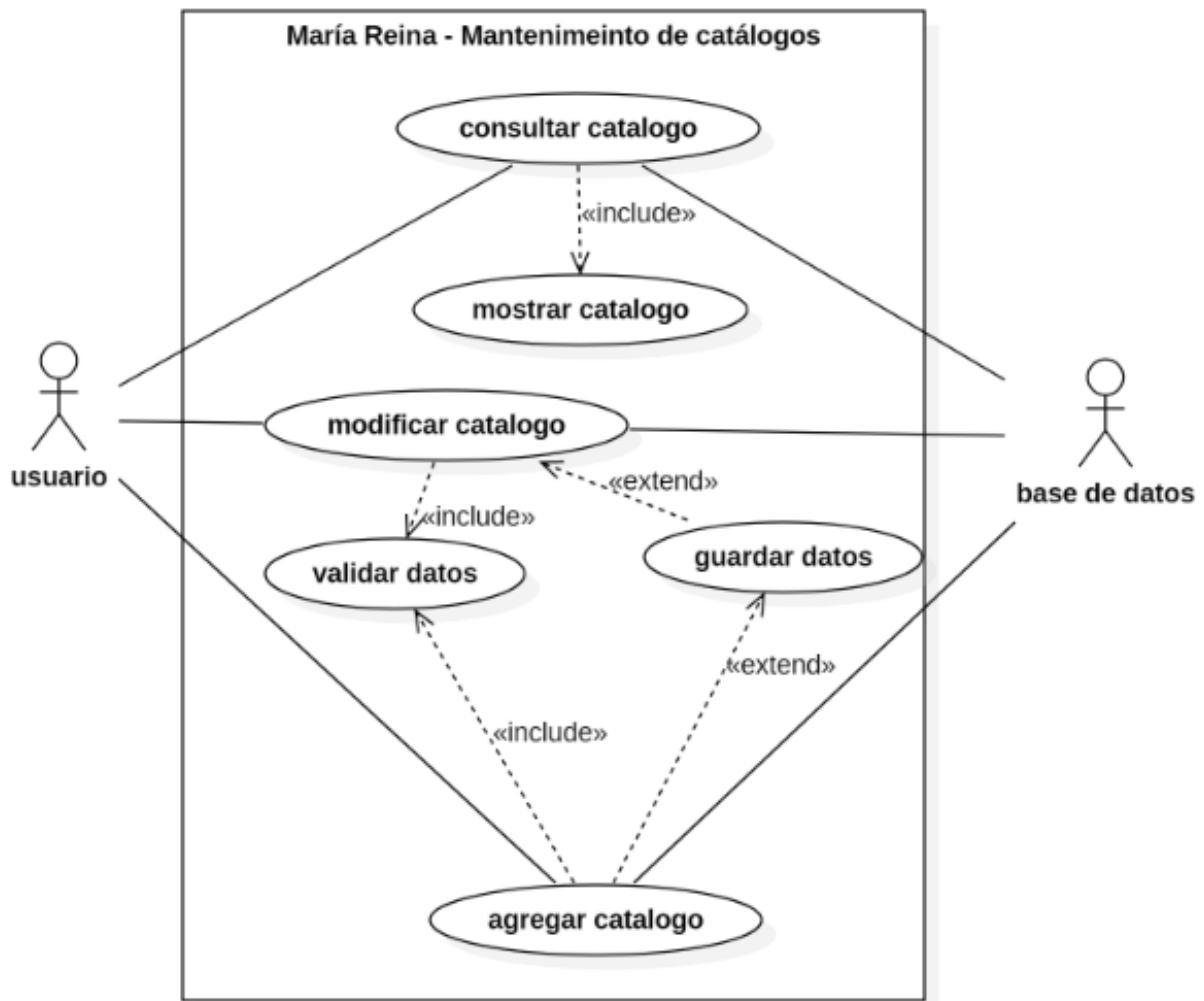 María Reina - Mantenimeinto de catálogos
consultar catalogo
«include»
mostrar catalogo
usuario
modificar catalogo
base de datos
«extend»
«include»
validar datos
guardar datos
«extend»
«include»
agregar catalogo